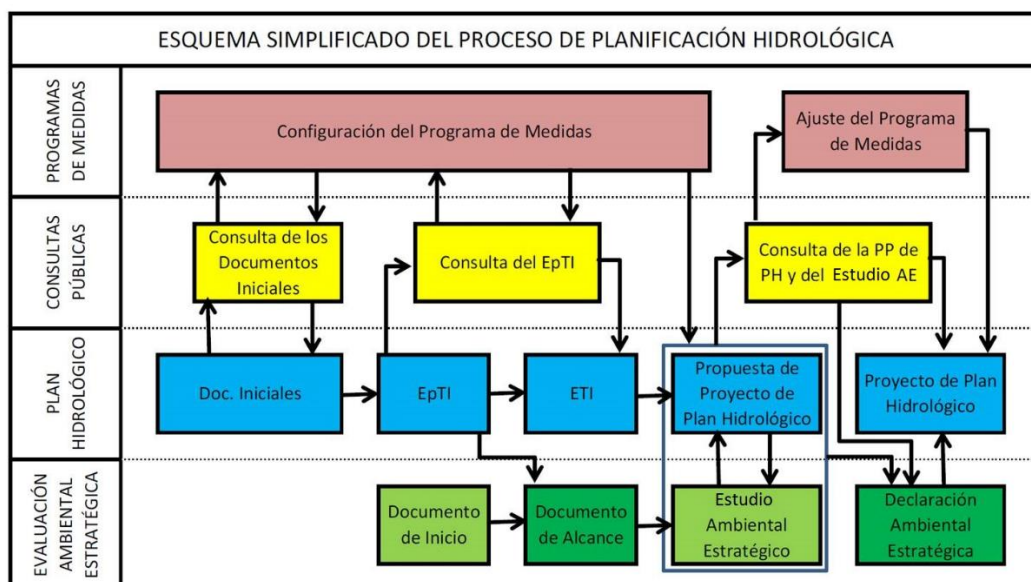 ESQUEMA SIMPLIFICADO DEL PROCESO DE PLANIFICACIÓN HIDROLÓGICA
PROGRAMAS
DE MEDIDAS
Configuración del Programa de Medidas
Ajuste del Programa
de Medidas
CONSULTAS
PÚBLICAS
Consulta de los
Documentos
Iniciales
Consulta del EpTI
Consulta de la PP de
PH y del Estudio AE
PLAN
HIDROLÓGICO
Doc. Iniciales
EpTI
ETI
Propuesta de
Proyecto de
Plan Hidrológico
Proyecto de Plan
Hidrológico
EVALUACIÓN
AMBIENTAL
ESTRATÉGICA
Documento
de Inicio
Documento
de Alcance
Estudio
Ambiental
Estratégico
Declaración
Ambiental
Estratégica